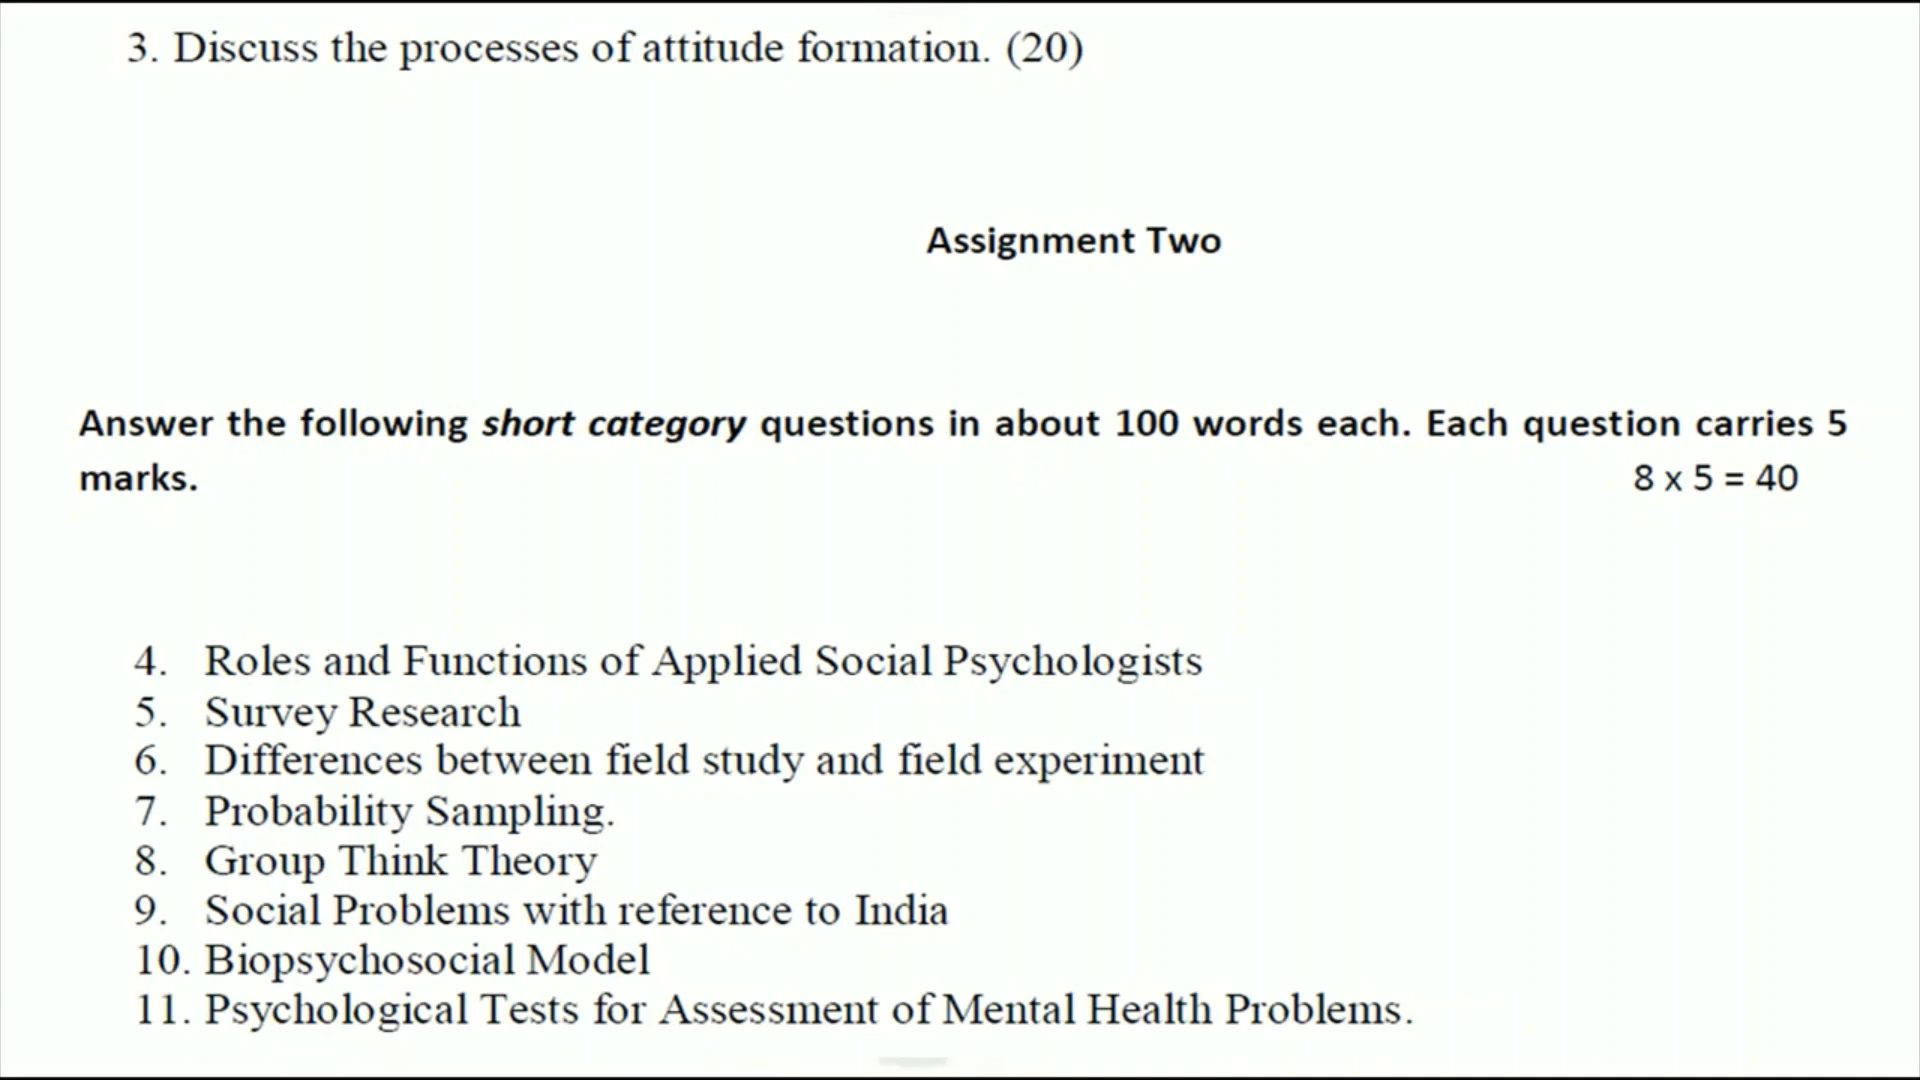 3. Discuss the processes of attitude formation. (20)
Assignment Two
Answer the following short category questions in about 100 words each. Each question carries 5
marks. 8 x 5 = 40
4. Roles and Functions of Applied Social Psychologists
5. Survey Research
6. Differences between field study and field experiment
7. Probability Sampling.
8. Group Think Theory
9. Social Problems with reference to India
10. Biopsychosocial Model
11. Psychological Tests for Assessment of Mental Health Problems.